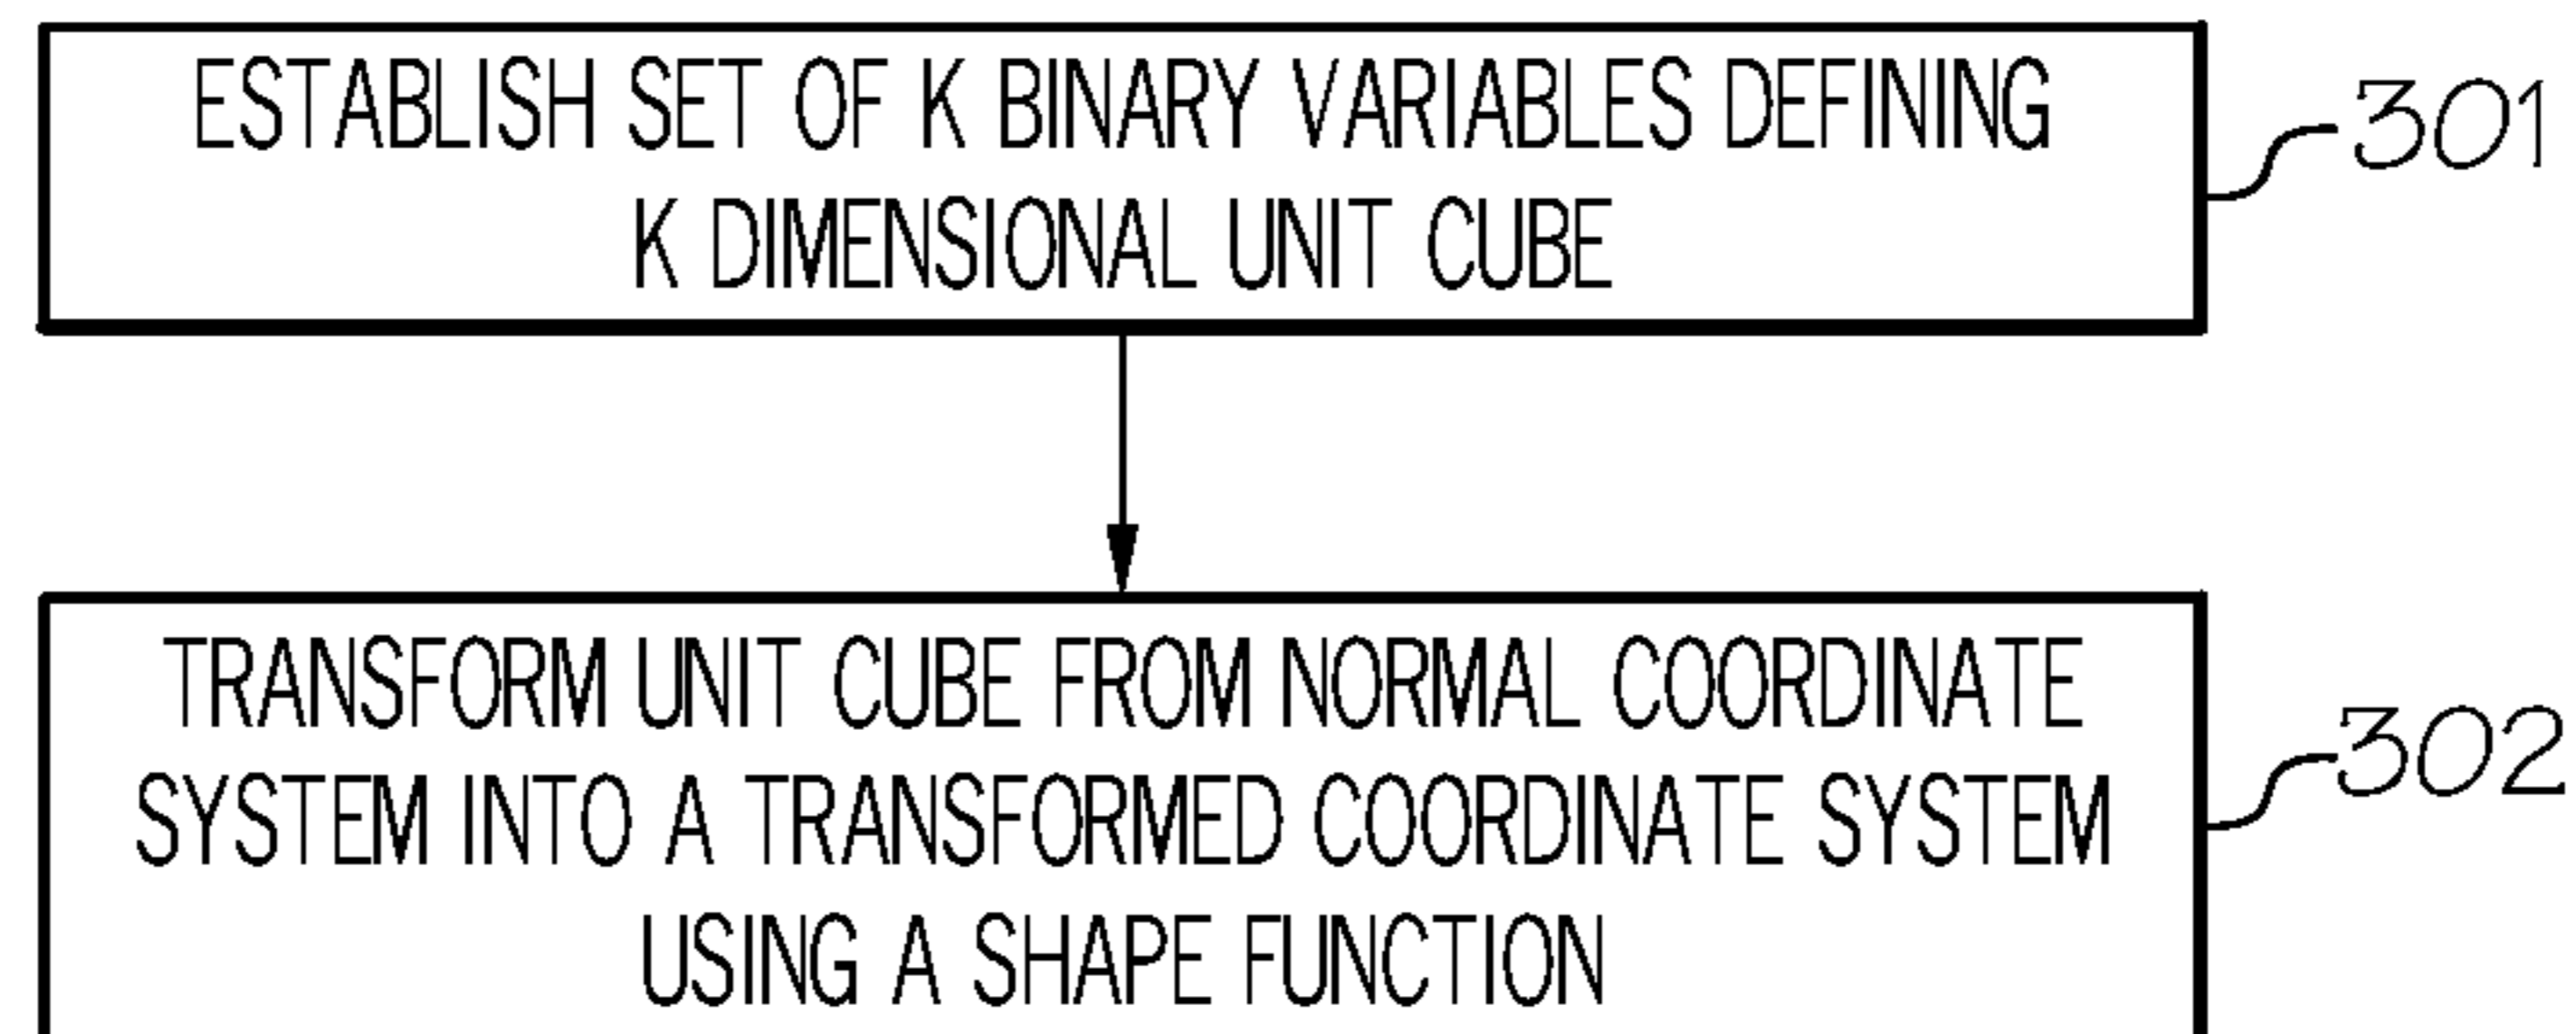 ESTABLISH SET OF K BINARY VARIABLES DEFINING
K DIMENSIONAL UNIT CUBE
301
TRANSFORM UNIT CUBE FROM NORMAL COORDINATE
SYSTEM INTO A TRANSFORMED COORDINATE SYSTEM
USING A SHAPE FUNCTION
302